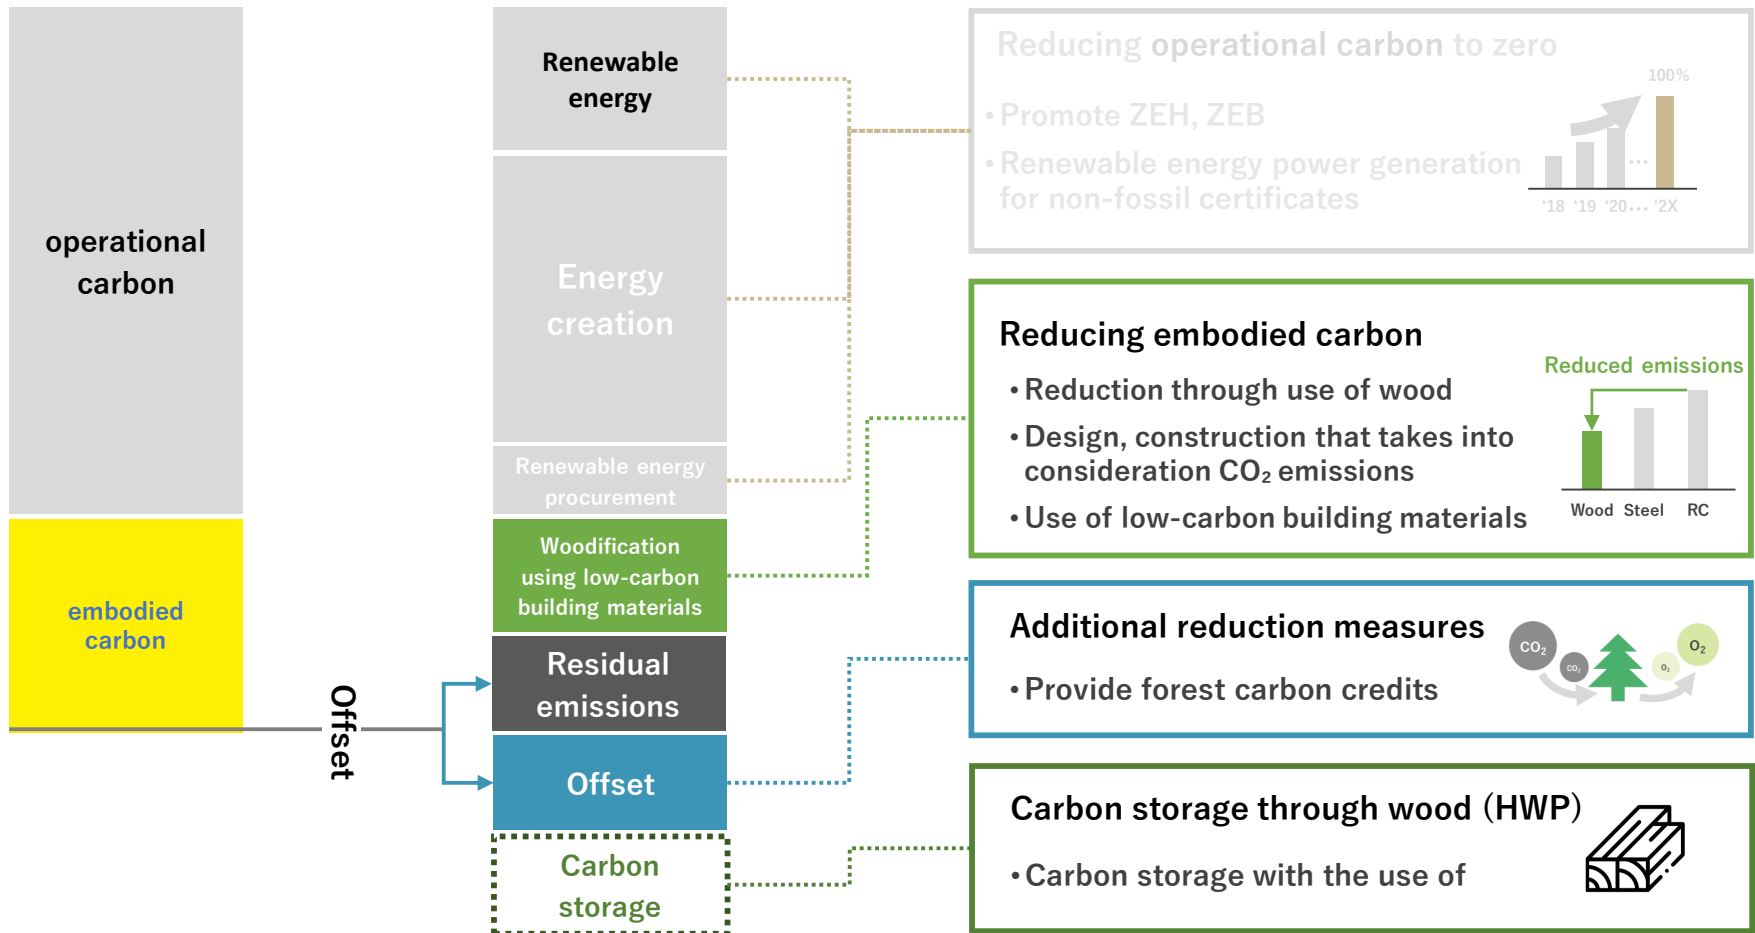 operational
carbon
embodied
carbon
Offset
Renewable
energy
Energy
creation
Renewable energy
procurement
Woodification
using low-carbon
building materials
Residual
emissions
Offset
Carbon
storage
Reducing operational carbon to zero
• Promote ZEH, ZEB
• Renewable energy power generation
for non-fossil certificates
100%
...
‘18 ‘19 ‘20... ’2X
Reducing embodied carbon
• Reduction through use of wood
• Design, construction that takes into
consideration CO₂ emissions
• Use of low-carbon building materials
Reduced emissions
Wood Steel RC
Additional reduction measures
• Provide forest carbon credits
CO₂
CO₂
O₂
O₂
Carbon storage through wood (HWP)
• Carbon storage with the use of